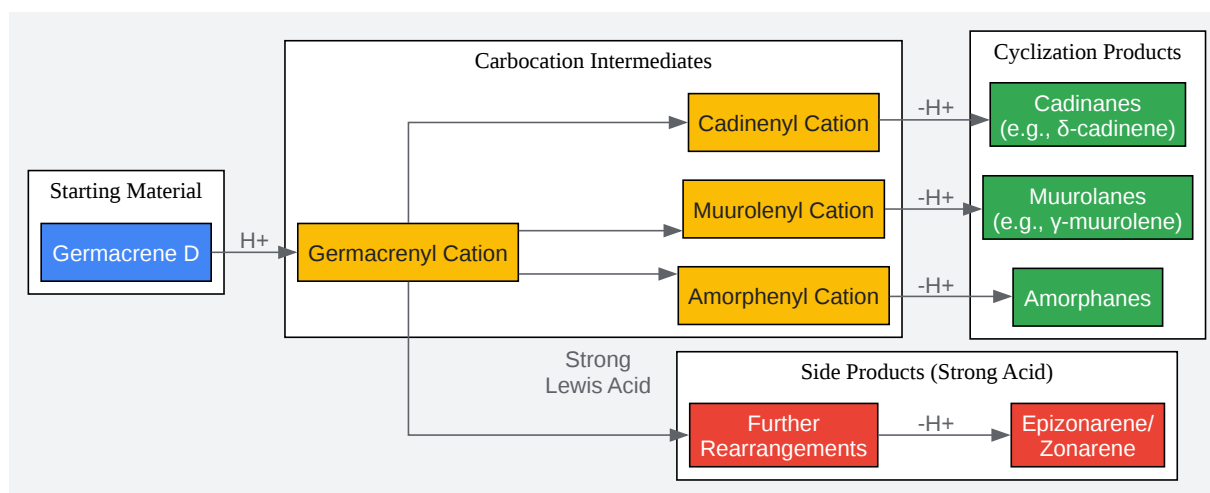 Carbocation Intermediates
Cyclization Products
Cadinenyl Cation
-H+
Cadinanes
(e.g., δ-cadinene)
Starting Material
Germacrene D
H+
Germacrenyl Cation
Muurolenyl Cation
-H+
Muurolanes
(e.g., γ-muurolene)
Amorphenyl Cation
-H+
Amorphanes
Strong
Lewis Acid
Side Products (Strong Acid)
Further
Rearrangements
-H+
Epizonarene/
Zonarene